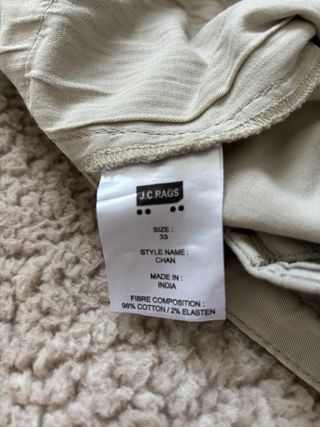 J.C.RAGS
SIZE :
33
STYLE NAME :
CHAN
MADE IN :
INDIA
FIBRE COMPOSITION :
98% COTTON / 2% ELASTEN